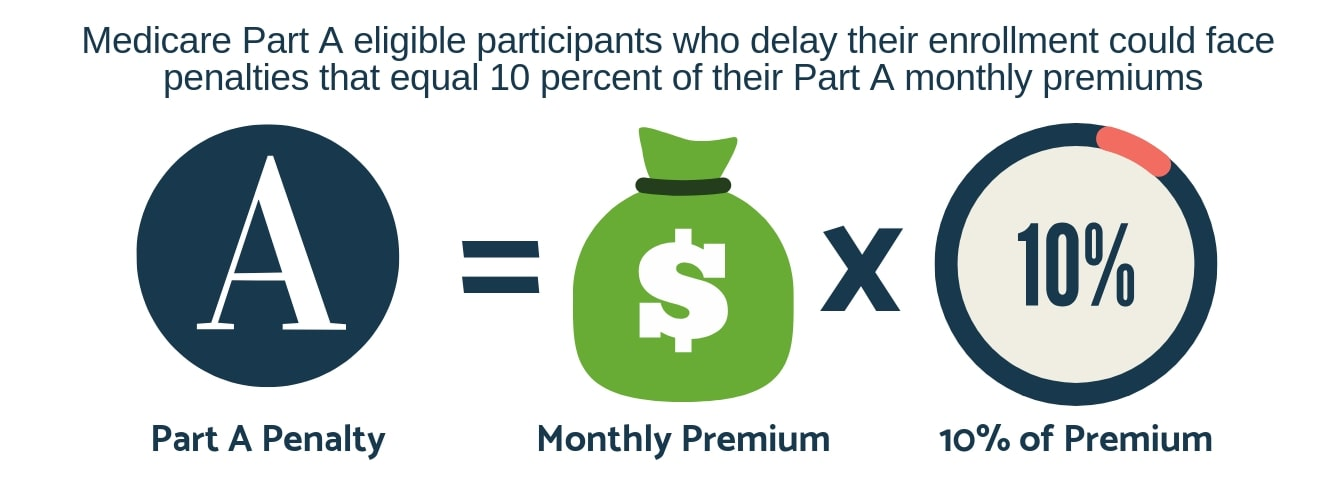 Medicare Part A eligible participants who delay their enrollment could face
penalties that equal 10 percent of their Part A monthly premiums
A = $ x 10%
Part A Penalty Monthly Premium 10% of Premium